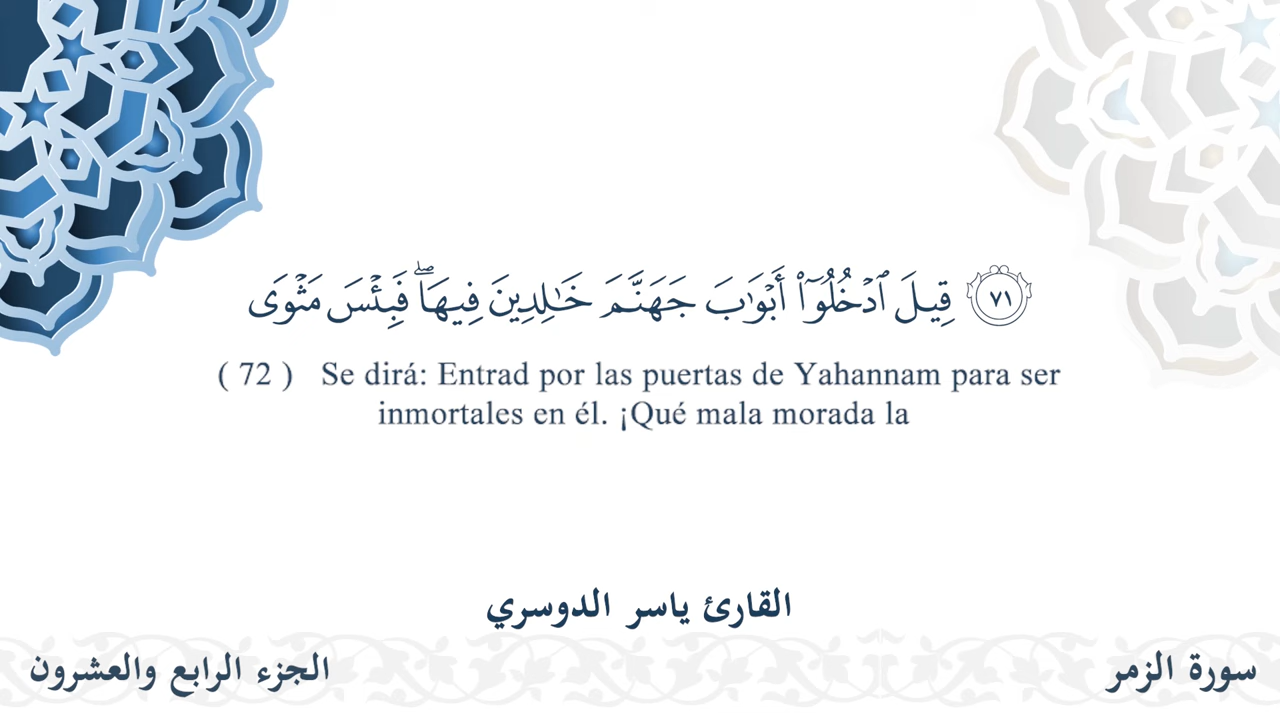 ۝٧١ قِيلَ ٱدْخُلُوٓا۟ أَبْوَٰبَ جَهَنَّمَ خَـٰلِدِينَ فِيهَا ۖ فَبِئْسَ مَثْوَى
( 72 ) Se dirá: Entrad por las puertas de Yahannam para ser
inmortales en él. ¡Qué mala morada la
القارئ ياسر الدوسري
سورة الزمر
الجزء الرابع والعشرون